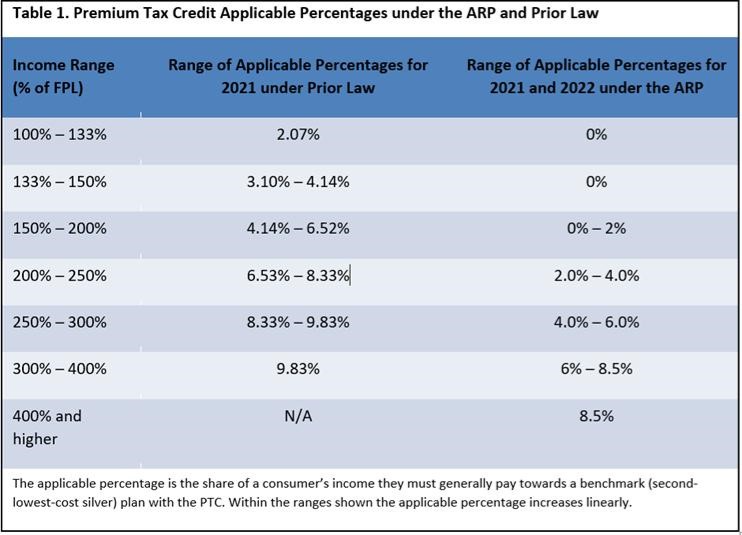 Table 1. Premium Tax Credit Applicable Percentages under the ARP and Prior Law
Income Range
(% of FPL)
Range of Applicable Percentages for
2021 under Prior Law
Range of Applicable Percentages for
2021 and 2022 under the ARP
100% – 133%
2.07%
0%
133% – 150%
3.10% – 4.14%
0%
150% – 200%
4.14% – 6.52%
0% – 2%
200% – 250%
6.53% – 8.33%
2.0% – 4.0%
250% – 300%
8.33% – 9.83%
4.0% – 6.0%
300% – 400%
9.83%
6% – 8.5%
400% and
higher
N/A
8.5%
The applicable percentage is the share of a consumer’s income they must generally pay towards a benchmark (second-
lowest-cost silver) plan with the PTC. Within the ranges shown the applicable percentage increases linearly.